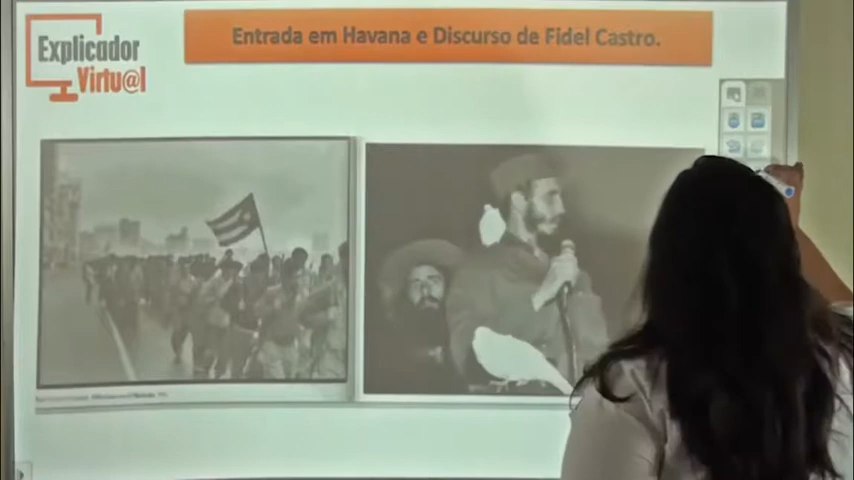 Explicador
Virtu@l
Entrada em Havana e Discurso de Fidel Castro.